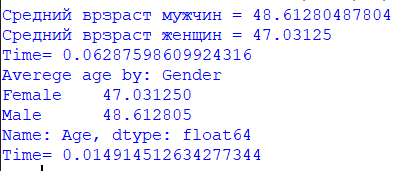 Средний врзраст мужчин = 48.61280487804
Средний врзраст женщин = 47.03125
Time= 0.06287598609924316
Averege age by: Gender
Female    47.031250
Male      48.612805
Name: Age, dtype: float64
Time= 0.014914512634277344